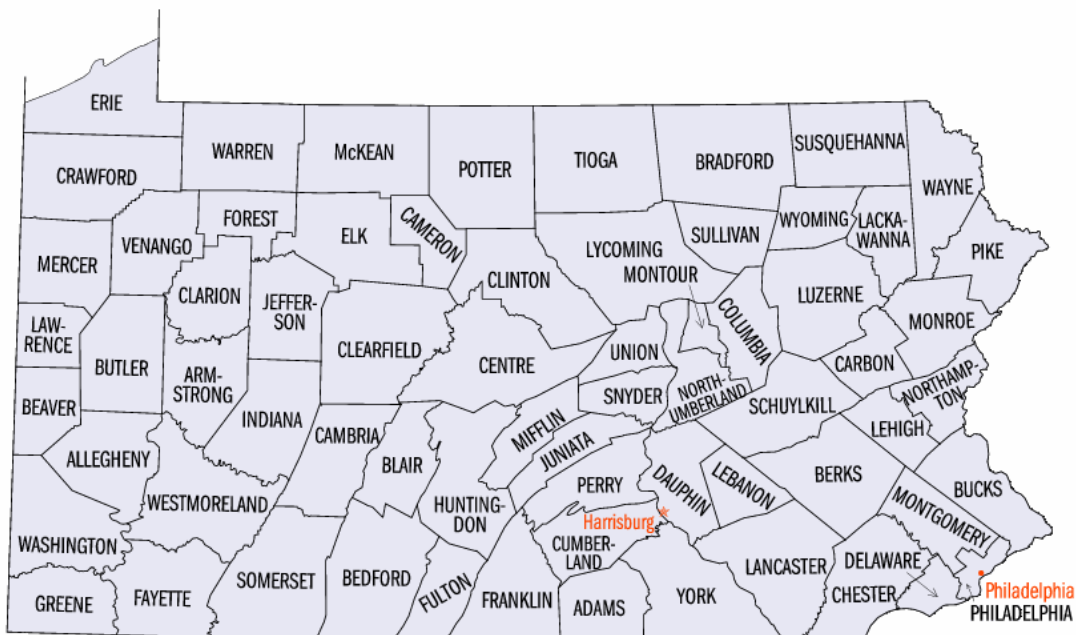 ERIE
CRAWFORD
WARREN
McKEAN
POTTER
TIOGA
BRADFORD
SUSQUEHANNA
WAYNE
WYOMING
LACKA-
WANNA
PIKE
MERCER
VENANGO
FOREST
ELK
CAMERON
CLINTON
LYCOMING
SULLIVAN
MONTOUR
COLUMBIA
LUZERNE
MONROE
CLARION
JEFFER-
SON
CLEARFIELD
CENTRE
UNION
SNYDER
NORTH-
UMBERLAND
CARBON
NORTHAMP-
TON
LAW-
RENCE
BUTLER
ARM-
STRONG
BEAVER
INDIANA
CAMBRIA
BLAIR
MIFFLIN
JUNIATA
SCHUYLKILL
LEHIGH
ALLEGHENY
WESTMORELAND
HUNTING-
DON
PERRY
DAUPHIN
LEBANON
BERKS
MONTGOMERY
BUCKS
Harrisburg
CUMBER-
LAND
WASHINGTON
GREENE
FAYETTE
SOMERSET
BEDFORD
FULTON
FRANKLIN
ADAMS
YORK
LANCASTER
DELAWARE
CHESTER
Philadelphia
PHILADELPHIA